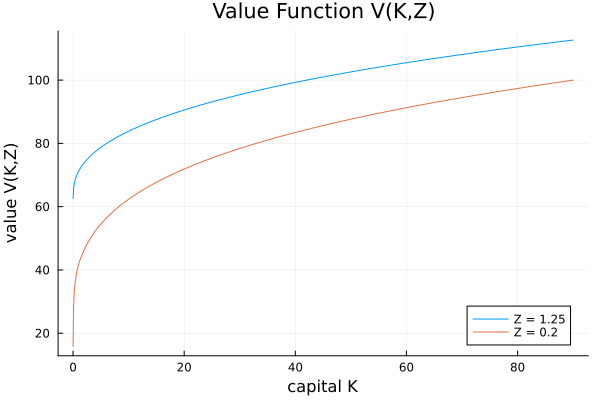 Value Function V(K,Z)
value V(K,Z)
100
80
60
40
20
0
20
40
60
80
capital K
Z = 1.25
Z = 0.2